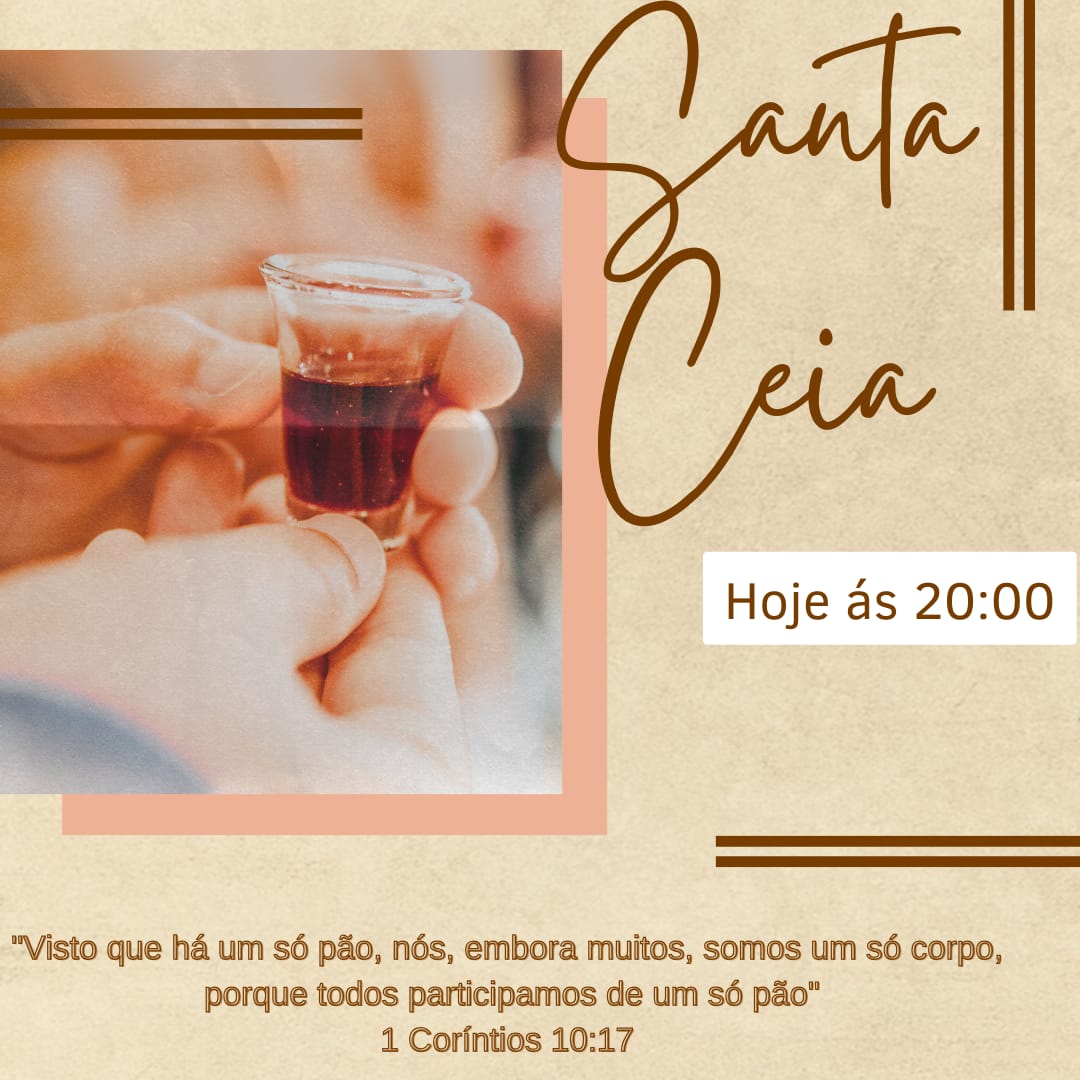 Santa
Ceia
Hoje ás 20:00
"Visto que há um só pão, nós, embora muitos, somos um só corpo,
porque todos participamos de um só pão"
1 Coríntios 10:17